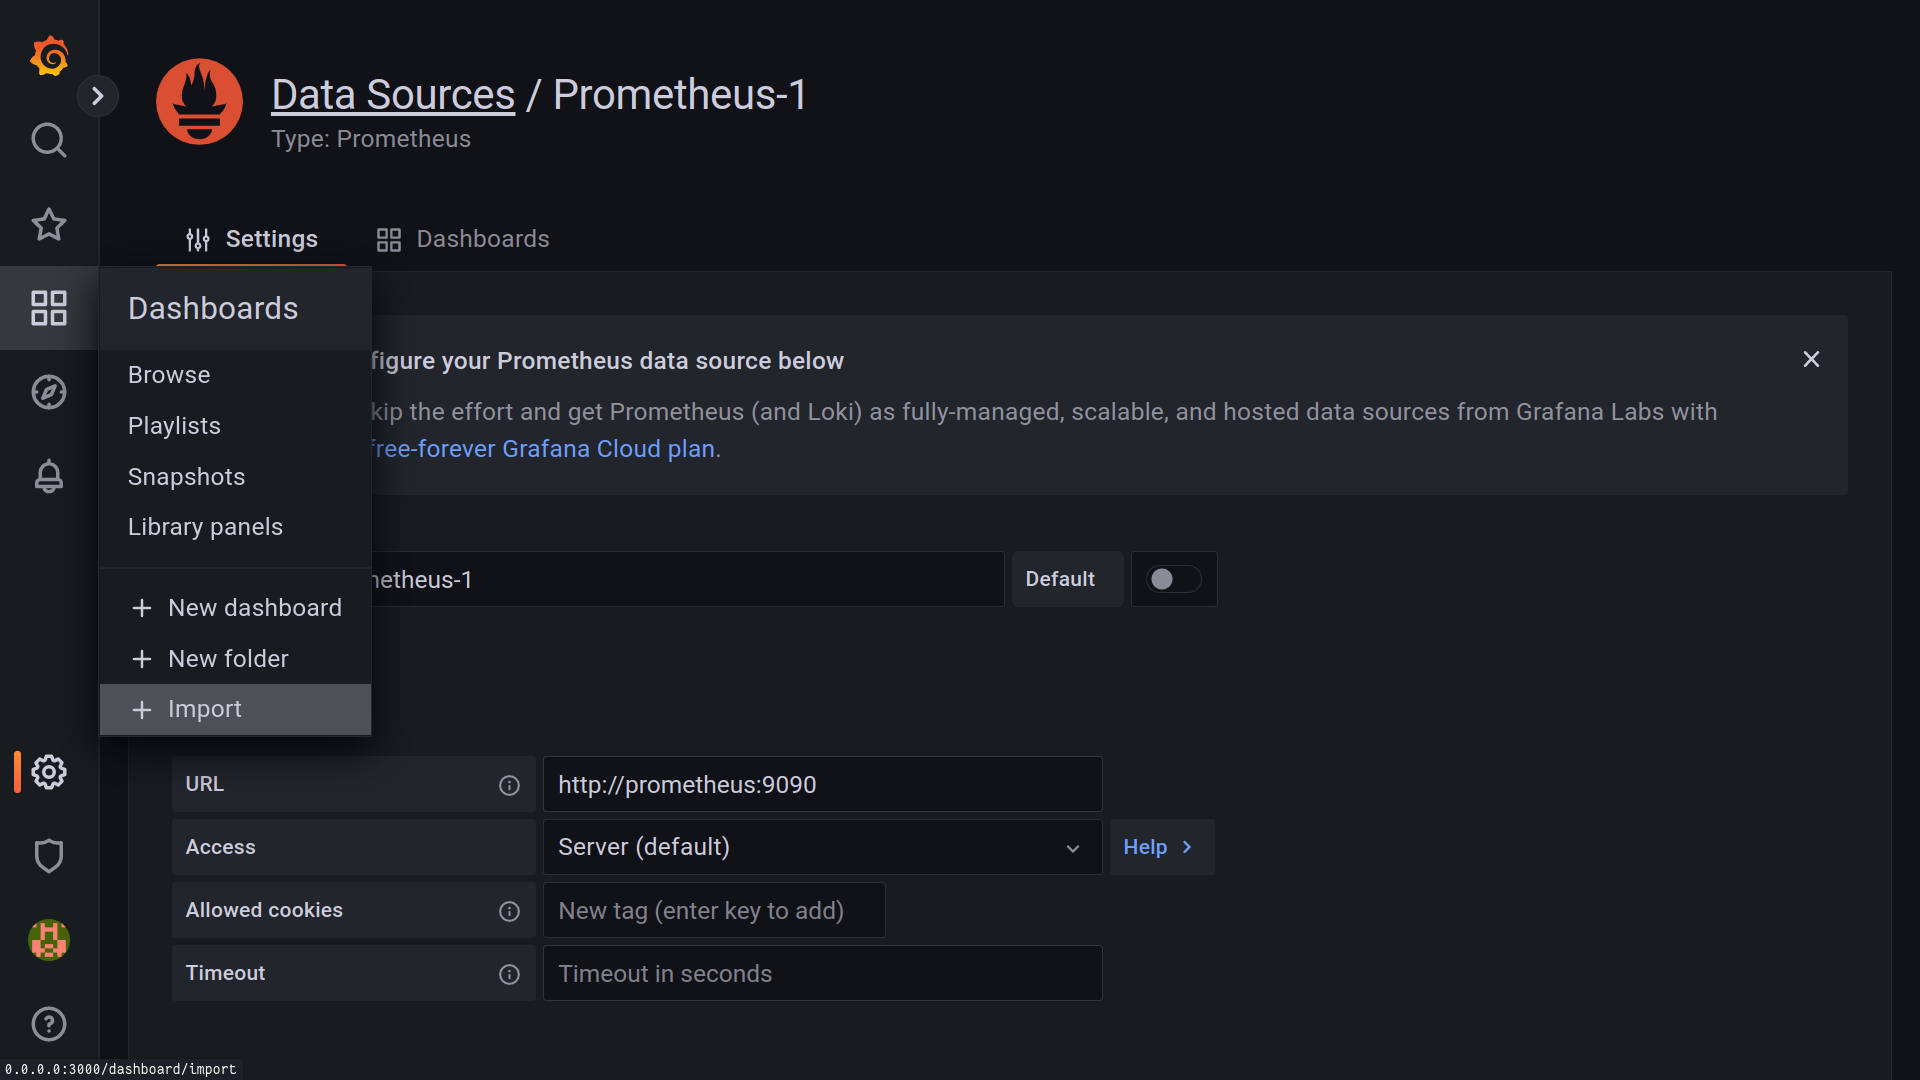 Data Sources / Prometheus-1
Type: Prometheus
Settings
Dashboards
Dashboards
Browse
Playlists
Snapshots
Library panels
New dashboard
New folder
Import
figure your Prometheus data source below
kip the effort and get Prometheus (and Loki) as fully-managed, scalable, and hosted data sources from Grafana Labs with
free-forever Grafana Cloud plan.
netheus-1
Default
URL
http://prometheus:9090
Access
Server (default)
Help
Allowed cookies
New tag (enter key to add)
Timeout
Timeout in seconds
0.0.0.0:3000/dashboard/import